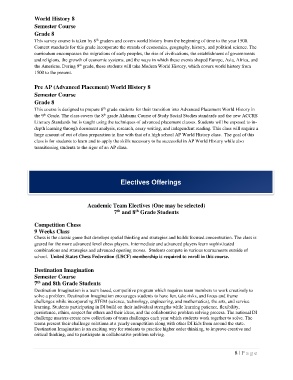 World History 8
Semester Course
Grade 8
This survey course is taken by 8th graders and covers world history from the beginning of time to the year 1500.
Content standards for this grade incorporate the strands of economics, geography, history, and political science. The
curriculum encompasses the migrations of early peoples, the rise of civilizations, the establishment of governments
and religions, the growth of economic systems, and the ways in which these events shaped Europe, Asia, Africa, and
the Americas. During 9th grade, these students will take Modern World History, which covers world history from
1500 to the present.
Pre AP (Advanced Placement) World History 8
Semester Course
Grade 8
This course is designed to prepare 8th grade students for their transition into Advanced Placement World History in
the 9th Grade. The class covers the 8th grade Alabama Course of Study Social Studies standards and the new ACCRS
Literacy Standards but is taught using the techniques of advanced placement classes. Students will be exposed to in-
depth learning through document analysis, research, essay writing, and independent reading. This class will require a
large amount of out-of-class preparation in line with that of a high school AP World History class. The goal of this
class is for students to learn and to apply the skills necessary to be successful in AP World History while also
transitioning students to the rigor of an AP class.
Electives Offerings
Academic Team Electives (One may be selected)
7th and 8th Grade Students
Competition Chess
9 Weeks Class
Chess is the classic game that develops spatial thinking and strategies and builds focused concentration. The class is
geared for the more advanced level chess players. Intermediate and advanced players learn sophisticated
combinations and strategies and advanced opening moves. Students compete in various tournaments outside of
school. United States Chess Federation (USCF) membership is required to enroll in this course.
Destination Imagination
Semester Course
7th and 8th Grade Students
Destination Imagination is a team based, competitive program which requires team members to work creatively to
solve a problem. Destination Imagination encourages students to have fun, take risks, and focus and frame
challenges while incorporating STEM (science, technology, engineering, and mathematics), the arts, and service
learning. Students participating in DI build on their individual strengths while learning patience, flexibility,
persistence, ethics, respect for others and their ideas, and the collaborative problem solving process. The national DI
challenge masters create new collections of team challenges each year which students work together to solve. The
teams present their challenge solutions at a yearly competition along with other DI kids from around the state.
Destination Imagination is an exciting way for students to practice higher order thinking, to improve creative and
critical thinking, and to participate in collaborative problem solving.
8 | Page